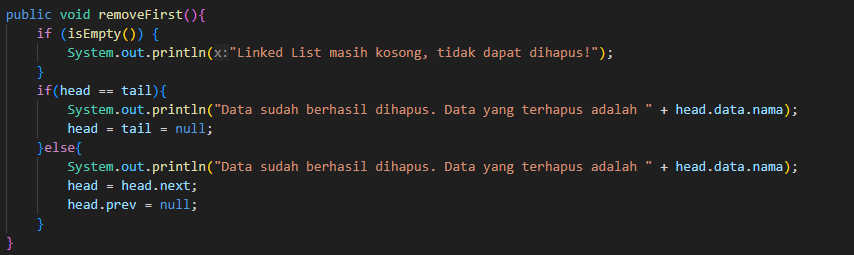 public void removeFirst(){
    if (isEmpty()) {
        System.out.println(x:"Linked List masih kosong, tidak dapat dihapus!");
    }
    if(head == tail){
        System.out.println("Data sudah berhasil dihapus. Data yang terhapus adalah " + head.data.nama);
        head = tail = null;
    }else{
        System.out.println("Data sudah berhasil dihapus. Data yang terhapus adalah " + head.data.nama);
        head = head.next;
        head.prev = null;
    }
}